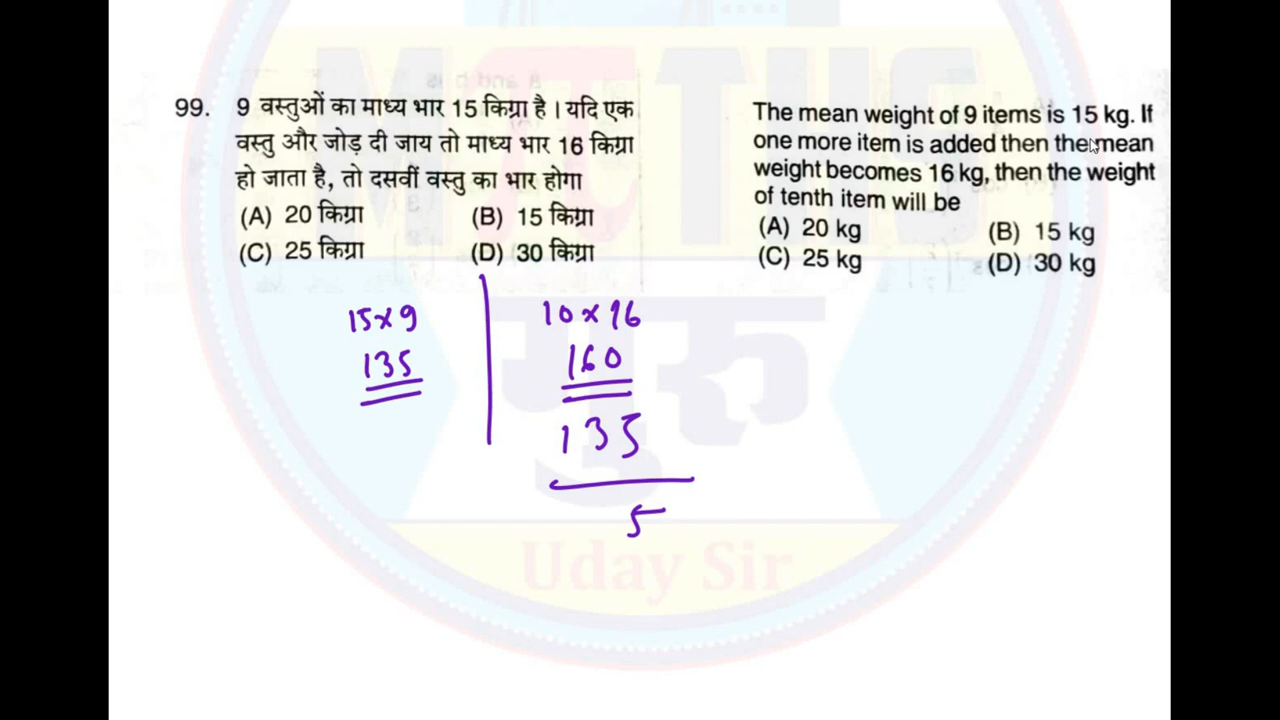 99. 9 वस्तुओं का माध्य भार 15 किग्रा है। यदि एक
वस्तु और जोड़ दी जाय तो माध्य भार 16 किग्रा
हो जाता है, तो दसवीं वस्तु का भार होगा
(A) 20 किग्रा (B) 15 किग्रा
(C) 25 किग्रा (D) 30 किग्रा
The mean weight of 9 items is 15 kg. If
one more item is added then the mean
weight becomes 16 kg, then the weight
of tenth item will be
(A) 20 kg (B) 15 kg
(C) 25 kg (D) 30 kg
15×9
135
10×16
160
135
5
गुरु
Uday Sir